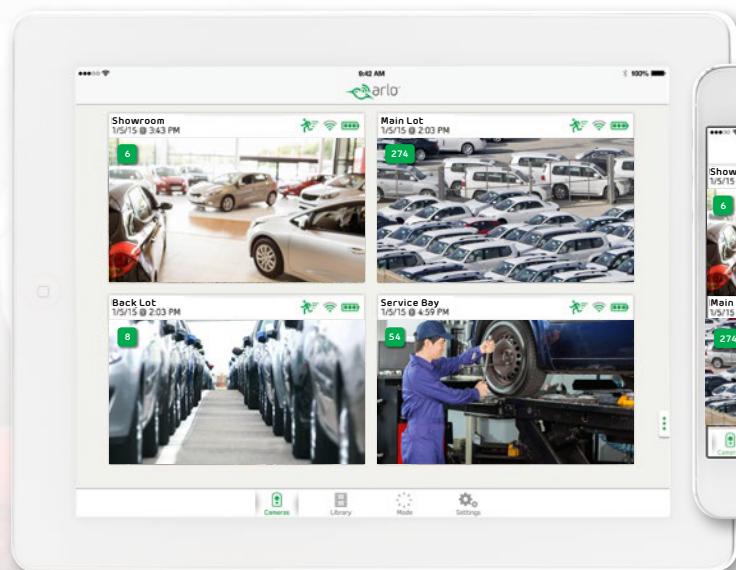 9:42 AM
100%
arlo
Showroom
1/5/15 @ 3:43 PM
6
Main Lot
1/5/15 @ 2:03 PM
274
Back Lot
1/5/15 @ 2:03 PM
8
Service Bay
1/5/15 @ 4:59 PM
54
Cameras
Library
Mode
Settings
Show
1/5/15
6
Main
1/5/15
274